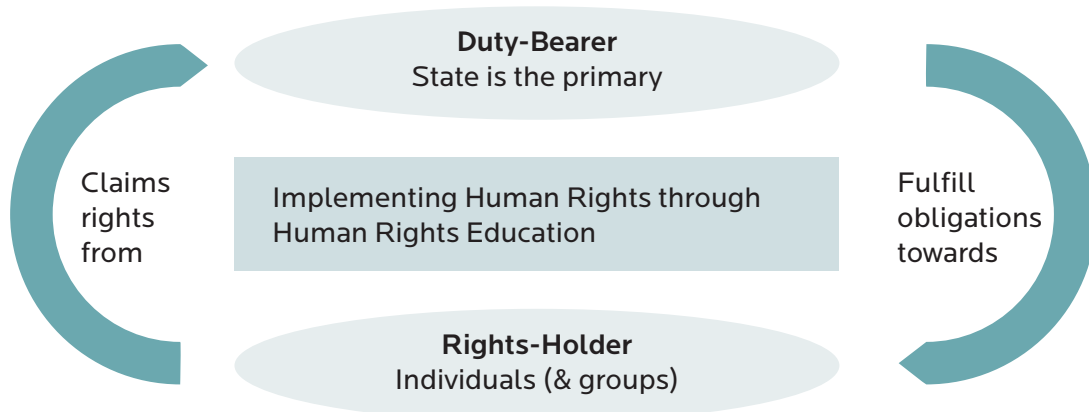 Duty-Bearer
State is the primary
Claims
rights
from
Implementing Human Rights through
Human Rights Education
Fulfill
obligations
towards
Rights-Holder
Individuals (& groups)